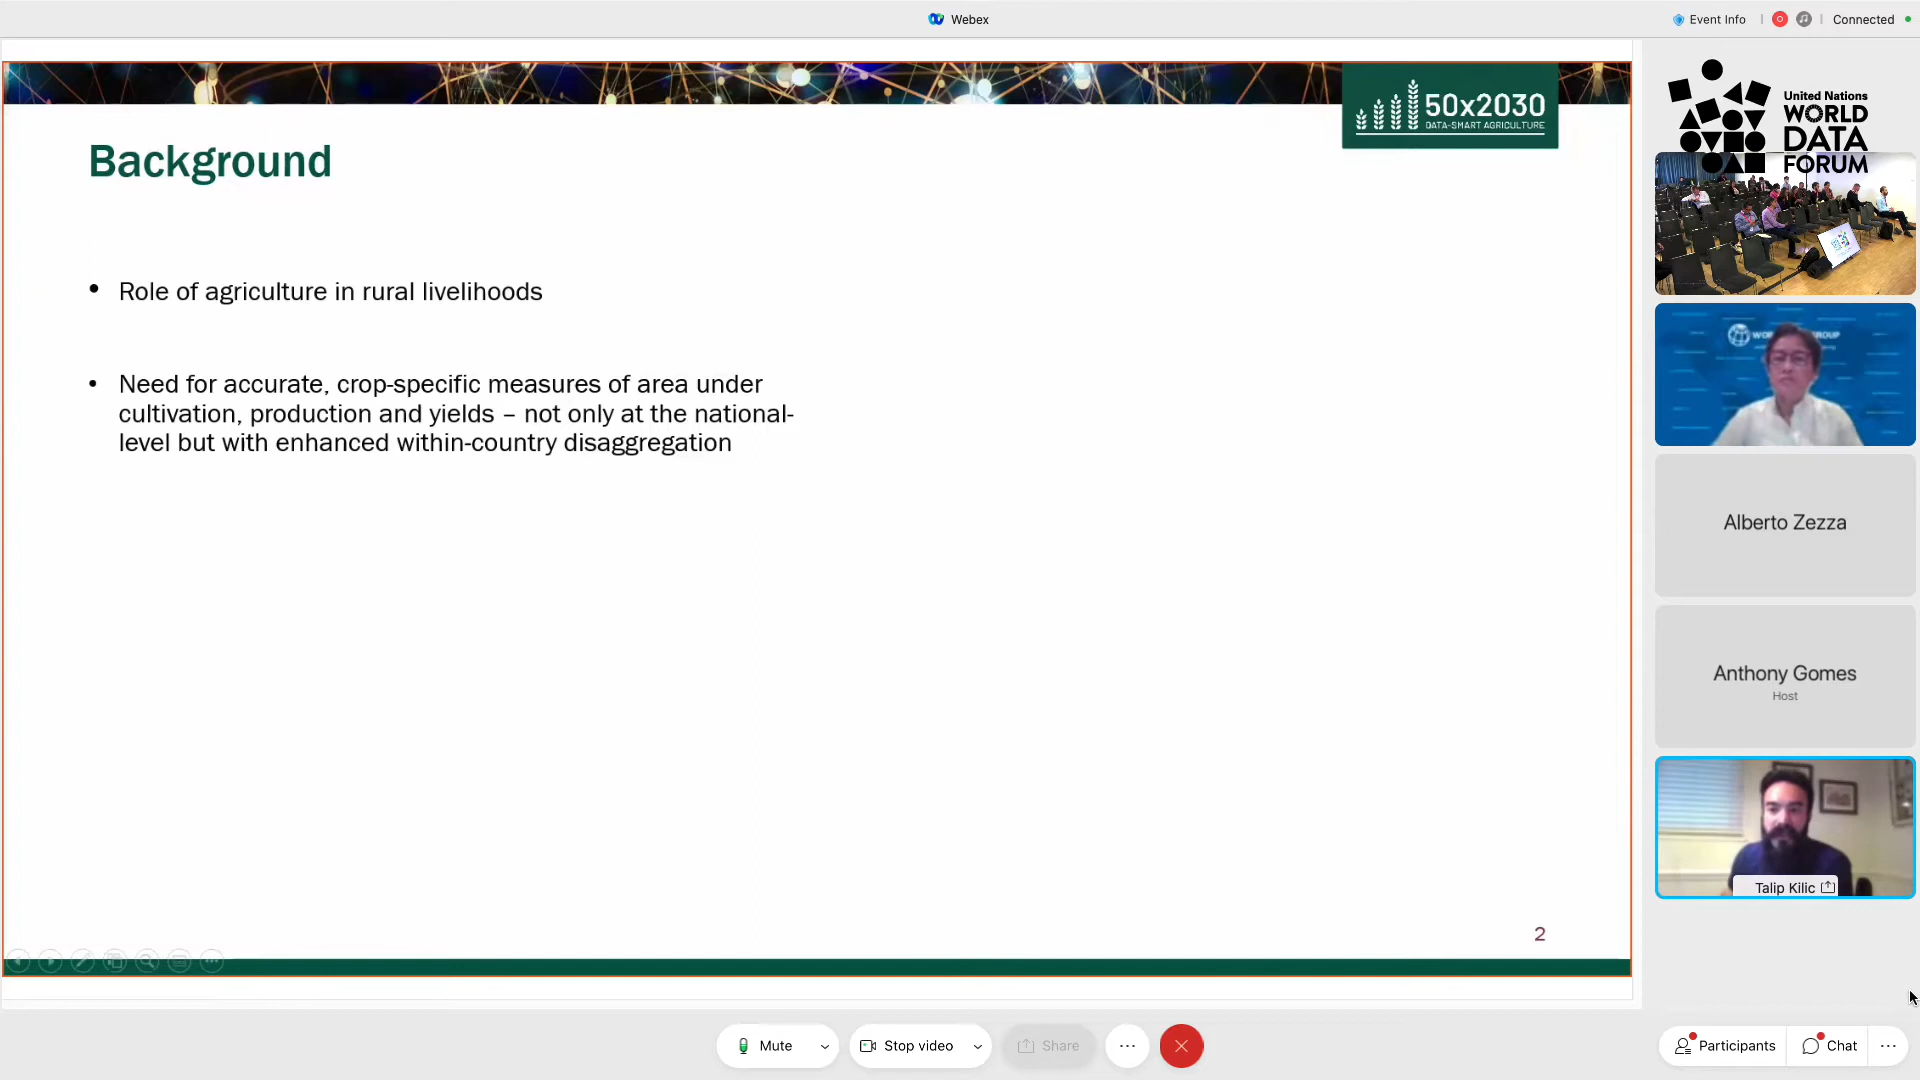 Webex
Event Info
Connected
50x2030
DATA-SMART AGRICULTURE
Background
• Role of agriculture in rural livelihoods
• Need for accurate, crop-specific measures of area under
cultivation, production and yields – not only at the national-
level but with enhanced within-country disaggregation
2
United Nations
WORLD
DATA
FORUM
Alberto Zezza
Anthony Gomes
Host
Talip Kilic
Mute
Stop video
Share
Participants
Chat